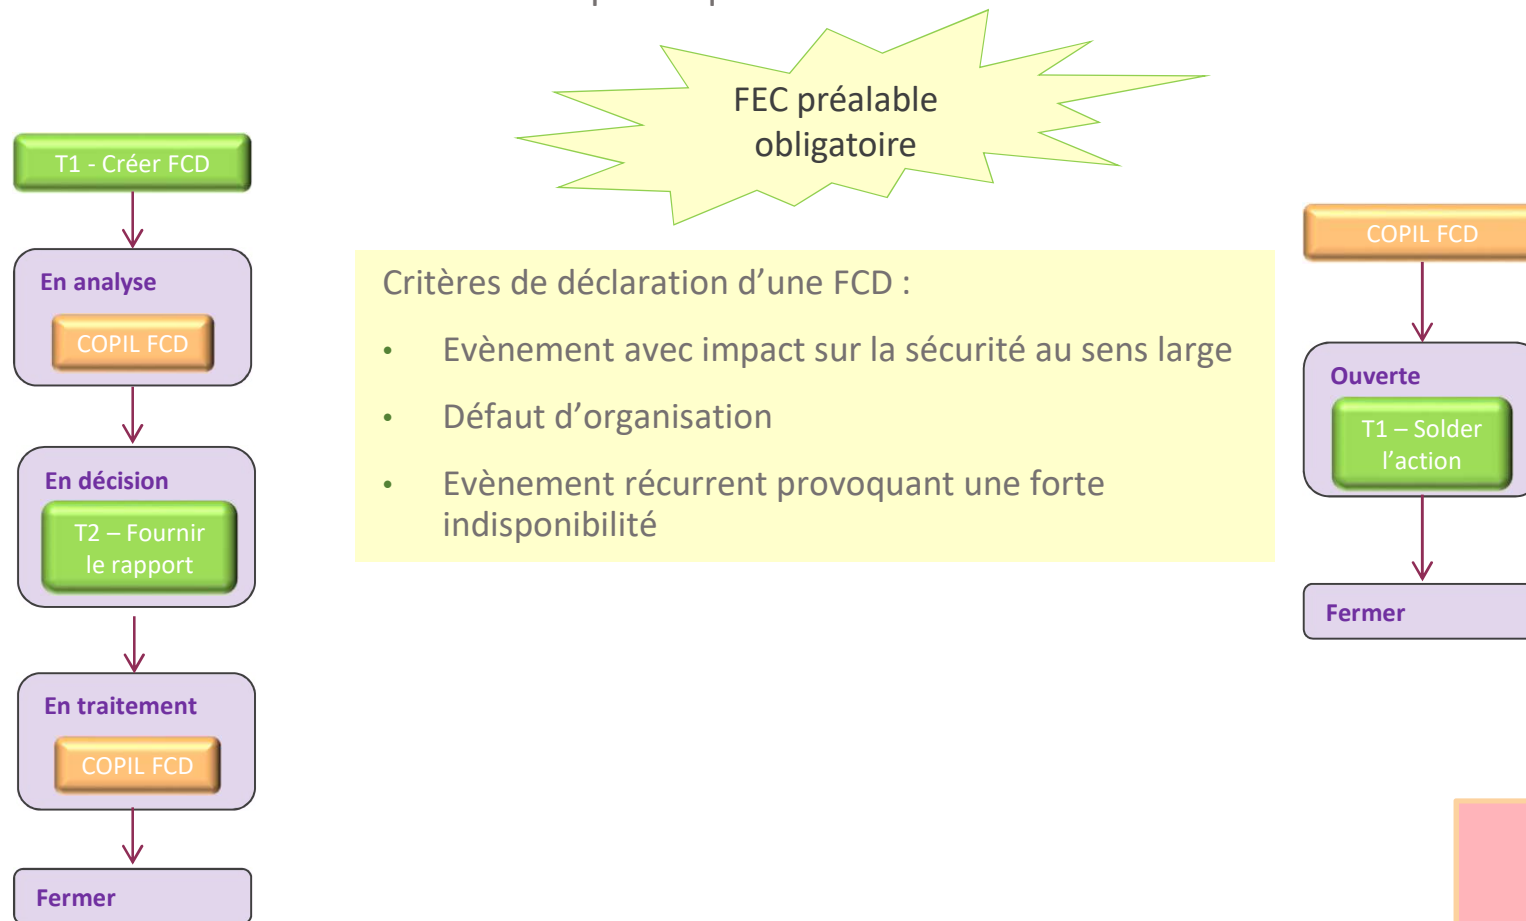 FEC préalable
obligatoire
T1 - Créer FCD
En analyse
COPIL FCD
En décision
T2 – Fournir
le rapport
En traitement
COPIL FCD
Fermer
Critères de déclaration d’une FCD :
• Evènement avec impact sur la sécurité au sens large
• Défaut d’organisation
• Evènement récurrent provoquant une forte
indisponibilité
COPIL FCD
Ouverte
T1 – Solder
l’action
Fermer